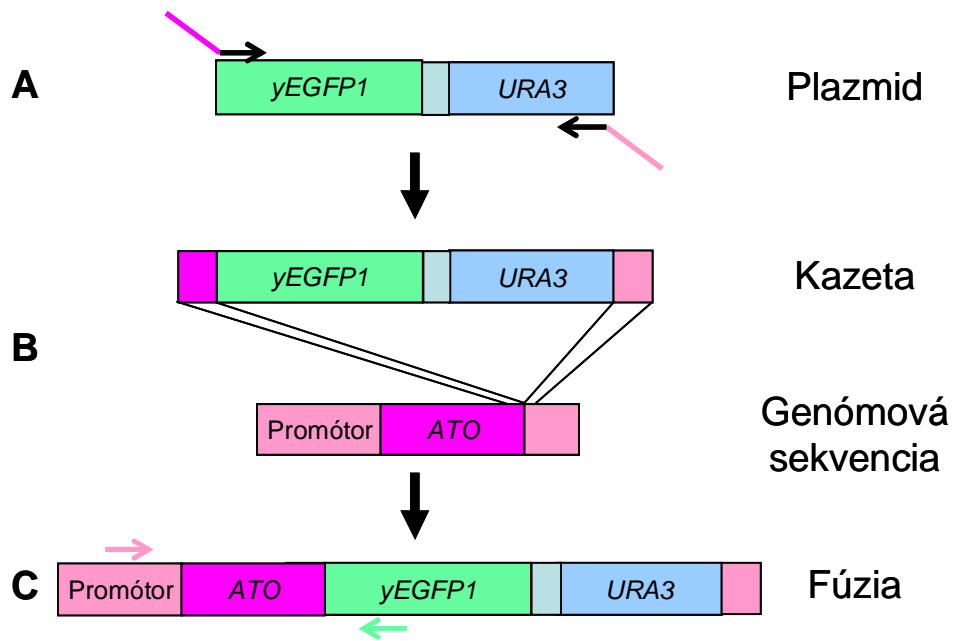 A
yEGFP1
URA3
Plazmid
yEGFP1
URA3
Kazeta
B
Promótor
ATO
Genómová
sekvencia
C
Promótor
ATO
yEGFP1
URA3
Fúzia